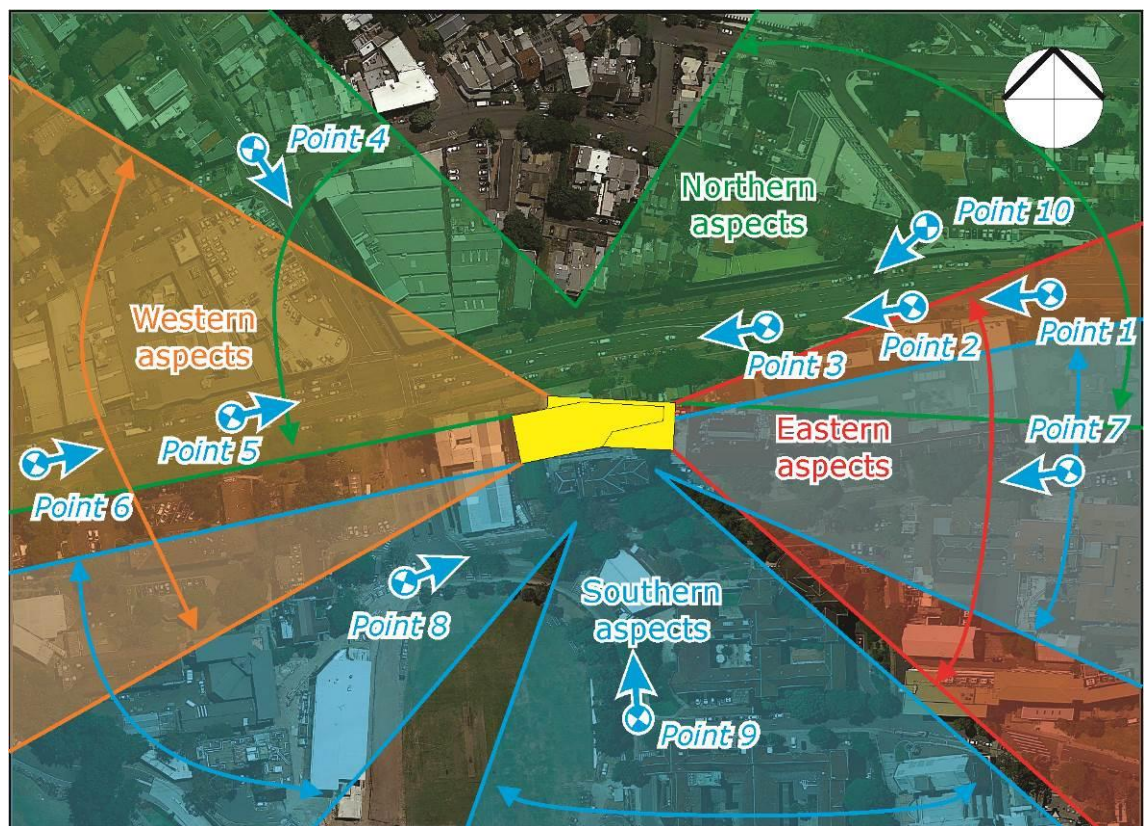 Point 4
Northern
aspects
Point 10
Western
aspects
Point 1
Point 2
Point 3
Point 5
Eastern
aspects
Point 7
Point 6
Southern
aspects
Point 8
Point 9